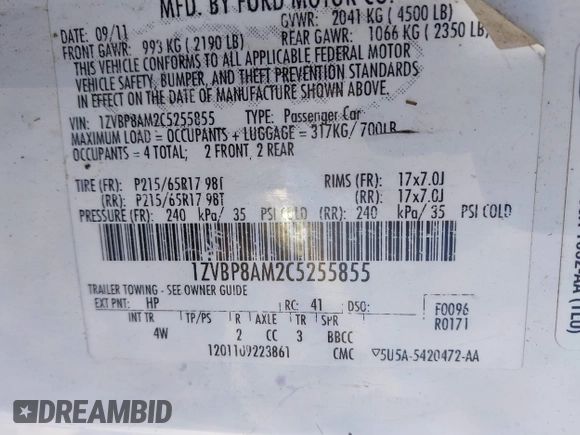 MFD. BY FORD MOTOR CO.
DATE: 09/11 GVWR: 2041 KG ( 4500 LB)
FRONT GAWR: 993 KG ( 2190 LB) REAR GAWR: 1066 KG ( 2350 LB)
THIS VEHICLE CONFORMS TO ALL APPLICABLE FEDERAL MOTOR
VEHICLE SAFETY, BUMPER, AND THEFT PREVENTION STANDARDS
IN EFFECT ON THE DATE OF MANUFACTURE SHOWN ABOVE.
VIN: 1ZVBP8AM2C5255855 TYPE: Passenger Car
MAXIMUM LOAD = OCCUPANTS + LUGGAGE = 317KG/700LB
OCCUPANTS = 4 TOTAL; 2 FRONT, 2 REAR
TIRE (FR): P215/65R17 98T RIMS (FR): 17x7.0J
(RR): P215/65R17 98T (RR): 17x7.0J
PRESSURE (FR): 240 kPa/ 35 PSI COLD (RR): 240 kPa/ 35 PSI COLD
1ZVBP8AM2C5255855
TRAILER TOWING - SEE OWNER GUIDE
EXT PNT: HP RC: 41 DSO: F0096
R0171
INT TR TP/PS R AXLE TR SPR
4W 2 CC 3 BBCC
1201109223861 CMC ▽5U5A-5420472-AA
DREAMBID